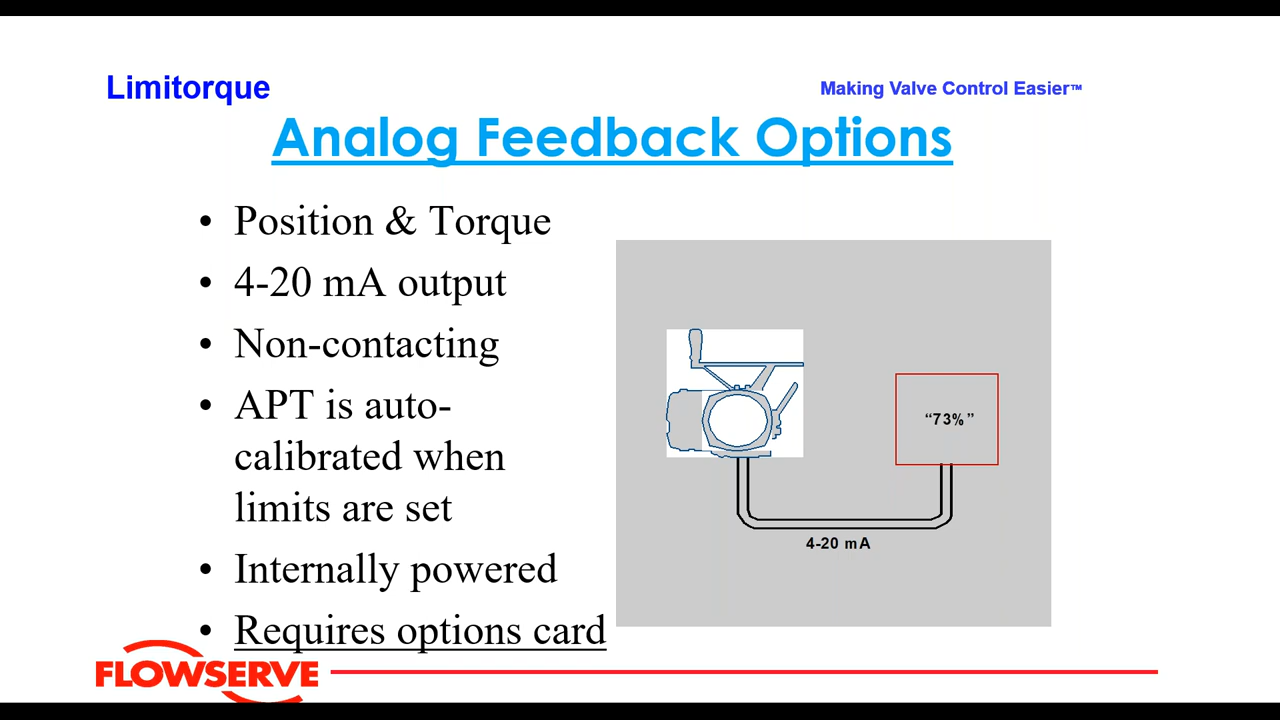 Limitorque
Making Valve Control Easier™
Analog Feedback Options
• Position & Torque
• 4-20 mA output
• Non-contacting
• APT is auto-
calibrated when
limits are set
• Internally powered
• Requires options card
“73%”
4-20 mA
FLOWSERVE